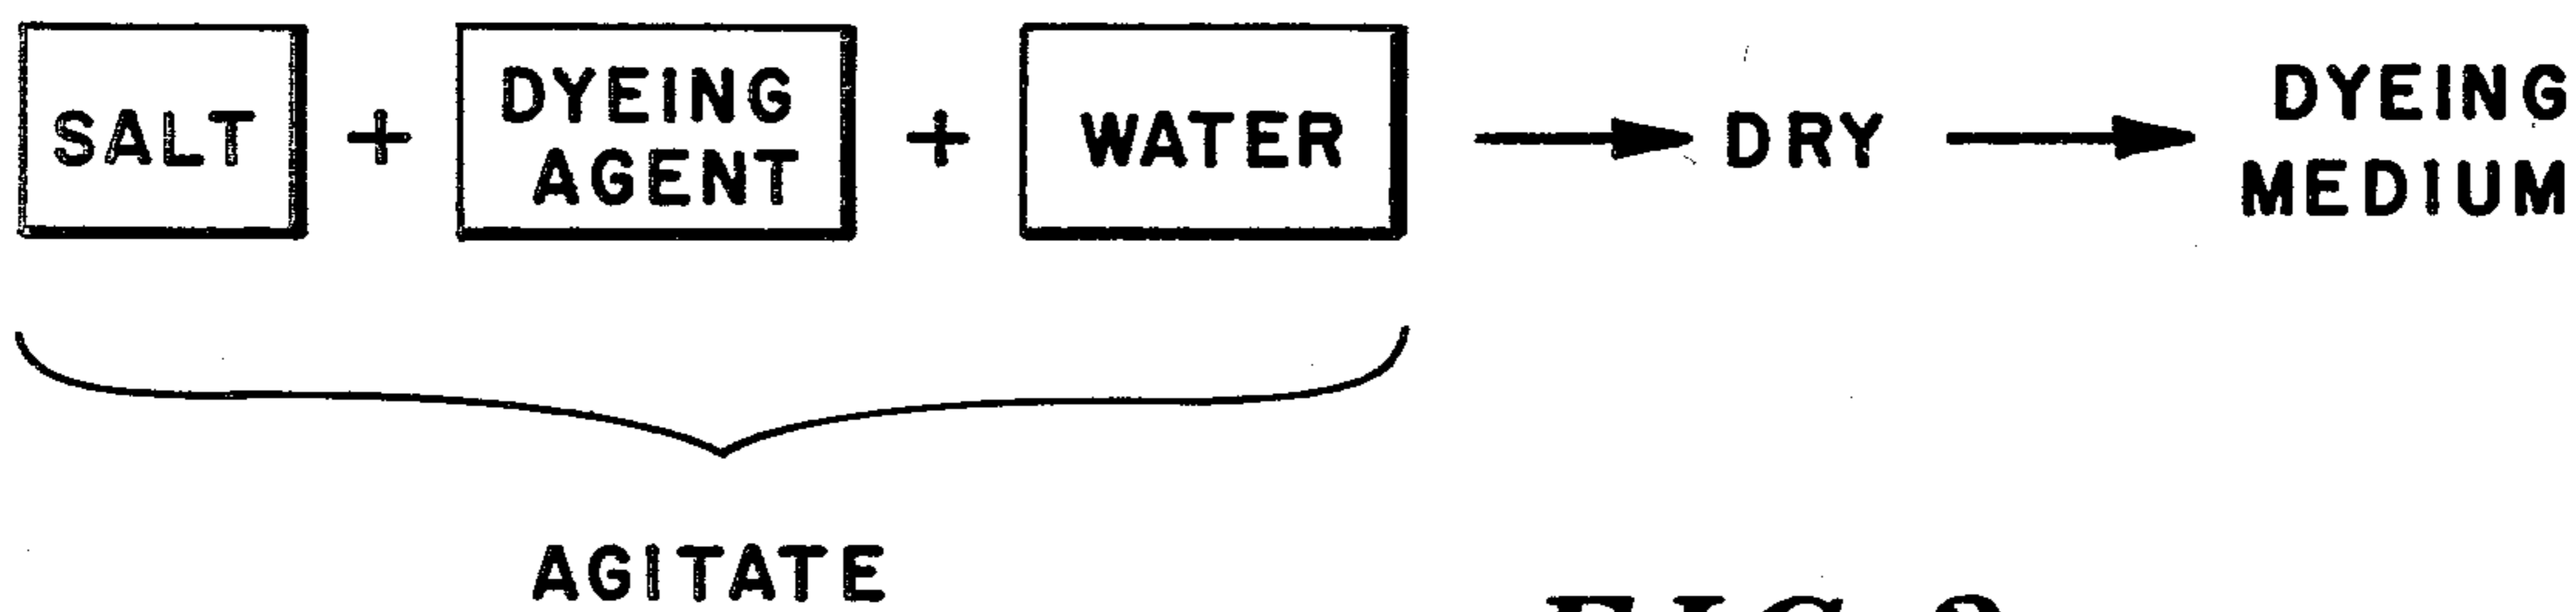 SALT + DYEING AGENT + WATER → DRY → DYEING MEDIUM
AGITATE